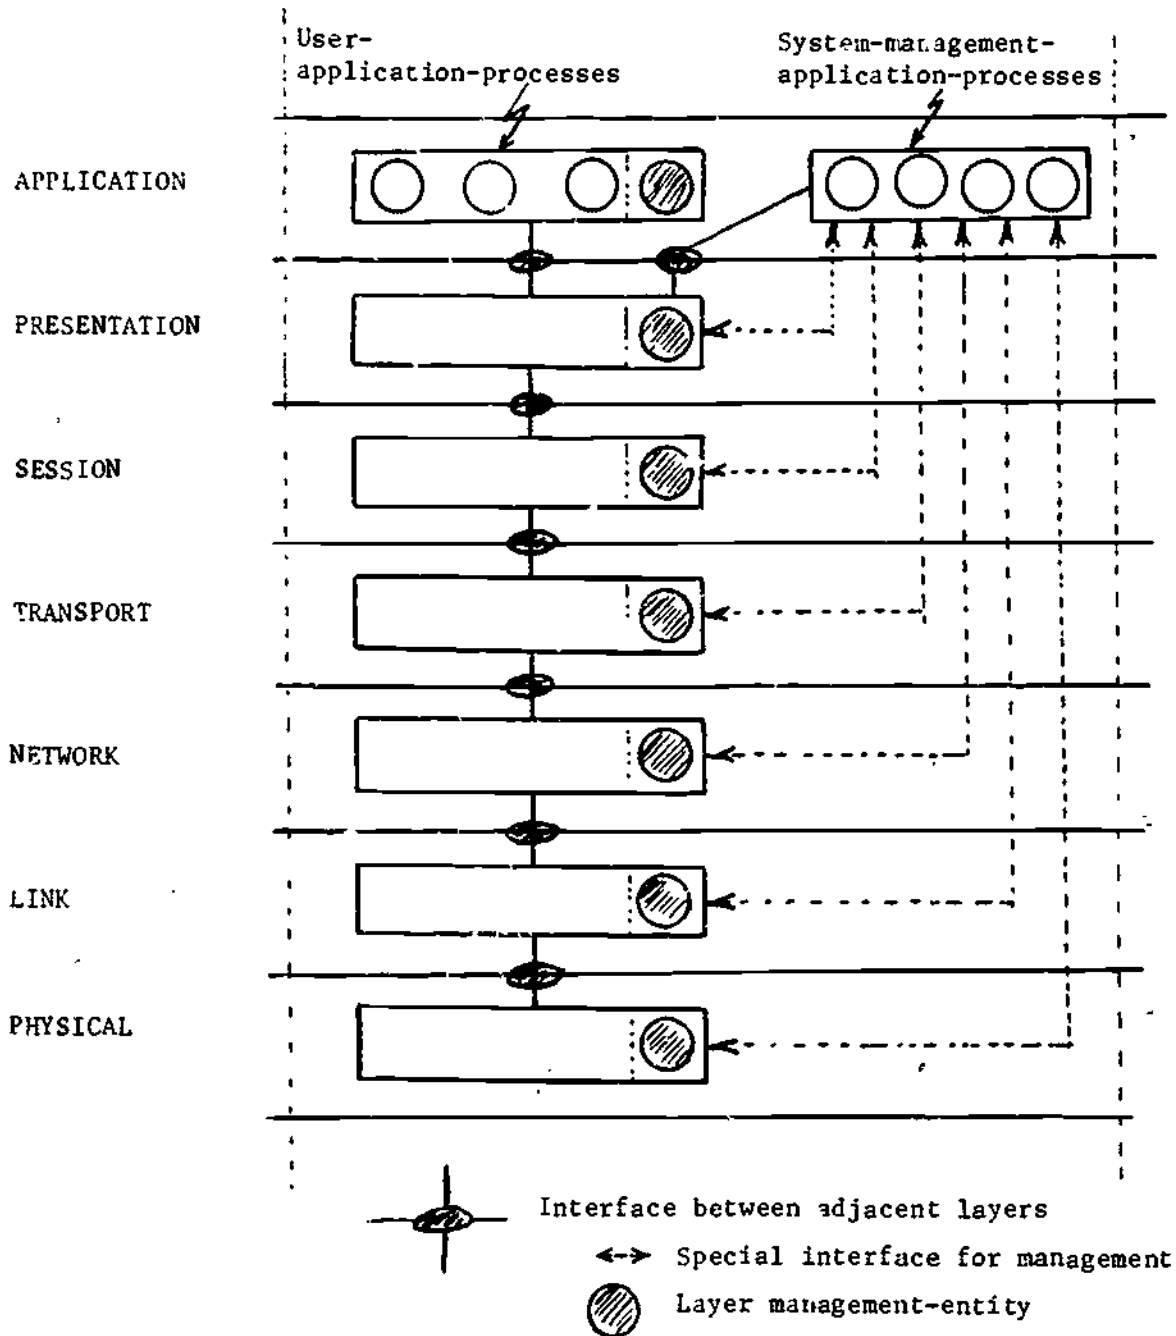 User-
application-processes
System-management-
application-processes
APPLICATION
PRESENTATION
SESSION
TRANSPORT
NETWORK
LINK
PHYSICAL
Interface between adjacent layers
Special interface for management
Layer management-entity